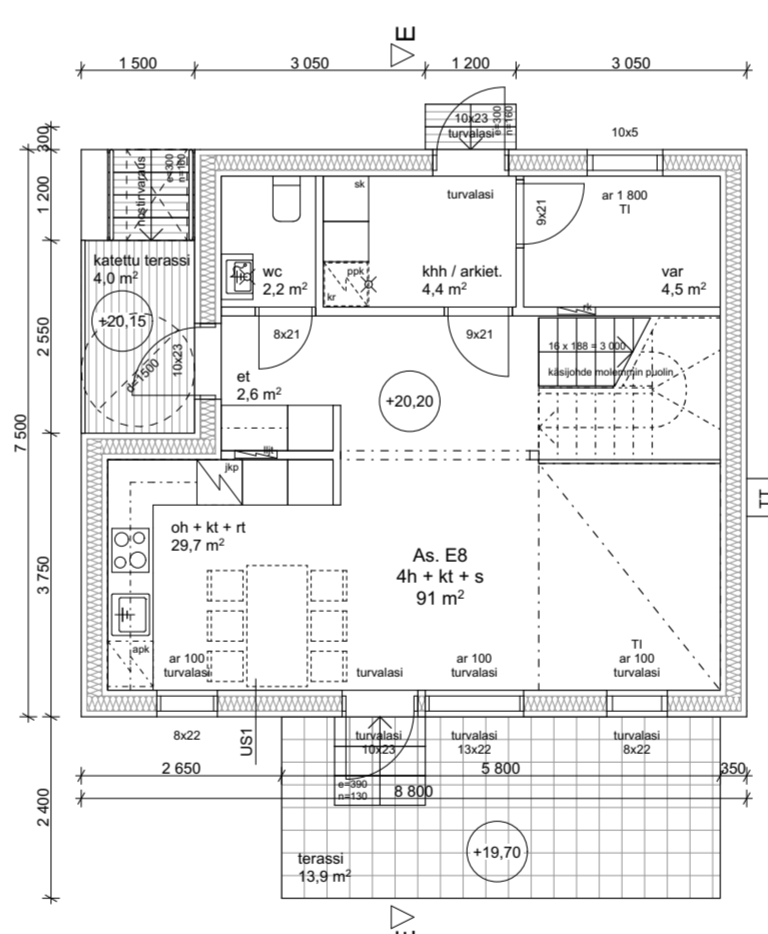 E
1 500
3 050
1 200
3 050
300
1 200
2 550
7 500
3 750
2 400
10x23
turvalasi
e=300
n=160
10x5
nostinvaraus
e=300
n=160
katettu terassi
4,0 m²
+20,15
d=1500
10x23
wc
2,2 m²
sk
ppk
kr
turvalasi
khh / arkiet.
4,4 m²
9x21
ar 1 800
TI
var
4,5 m²
rk
8x21
9x21
et
2,6 m²
+20,20
16 x 188 = 3 000
käsijohde molemmin puolin
jkp
oh + kt + rt
29,7 m²
As. E8
4h + kt + s
91 m²
TT
apk
ar 100
turvalasi
turvalasi
ar 100
turvalasi
TI
ar 100
turvalasi
8x22
US1
turvalasi
10x23
turvalasi
13x22
turvalasi
8x22
2 650
5 800
350
e=390
n=130
8 800
+19,70
terassi
13,9 m²